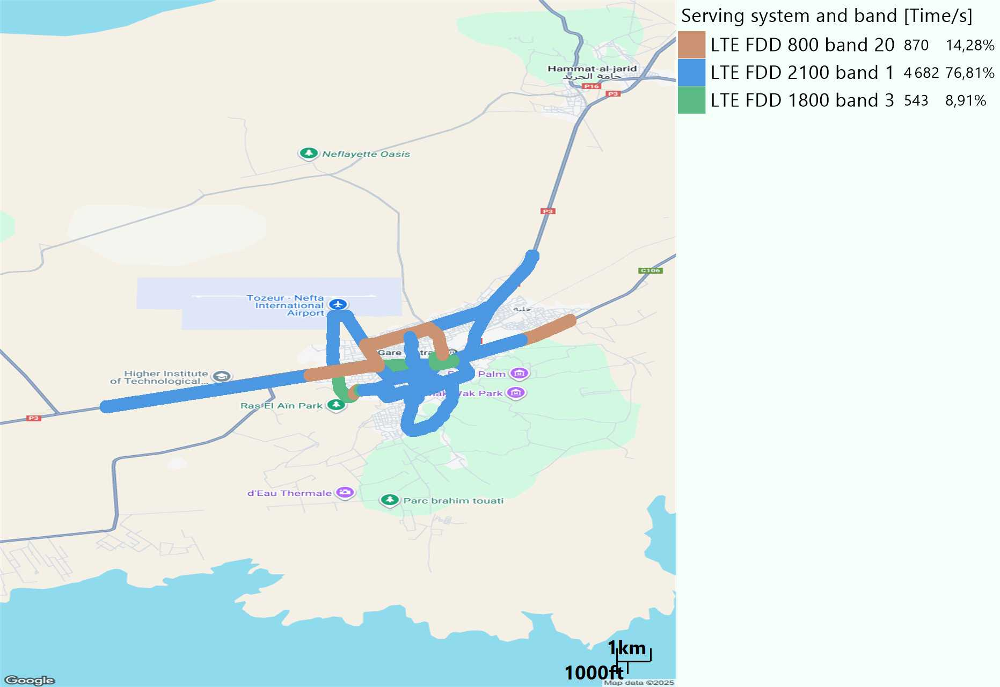 Serving system and band [Time/s]
LTE FDD 800 band 20 870 14,28%
LTE FDD 2100 band 1 4 682 76,81%
LTE FDD 1800 band 3 543 8,91%
Hammat-al-jarid
حامة الجريد
P16
P3
Neflayette Oasis
P3
C106
Tozeur - Nefta
International
Airport
حلبة
Gare
Higher Institute
of Technological...
Palm
Park
Ras El Aïn Park
P3
d'Eau Thermale
Parc brahim touati
1km
1000ft
Google
Map data ©2025